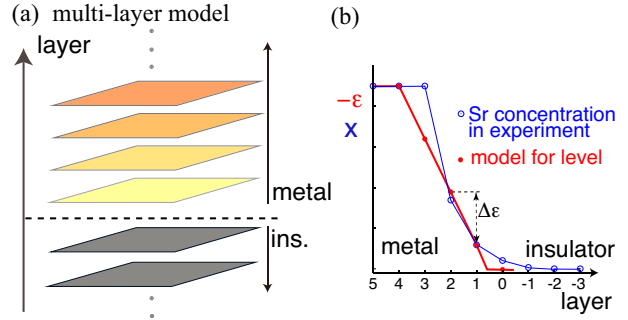 (a) multi-layer model
layer
metal
ins.
(b)
−ε
x
Sr concentration
in experiment
model for level
Δε
metal
insulator
5 4 3 2 1 0 -1 -2 -3
layer